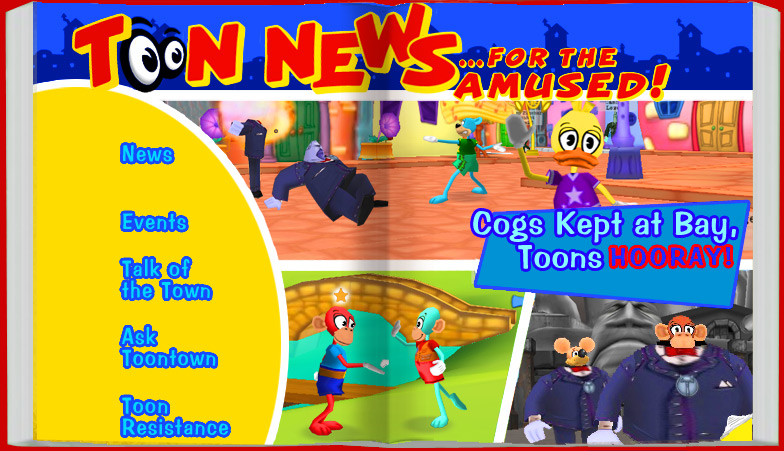 TOON NEWS
...FOR THE
AMUSED!
News
Events
Talk of
the Town
Ask
Toontown
Toon
Resistance
Cogs Kept at Bay,
Toons HOORAY!